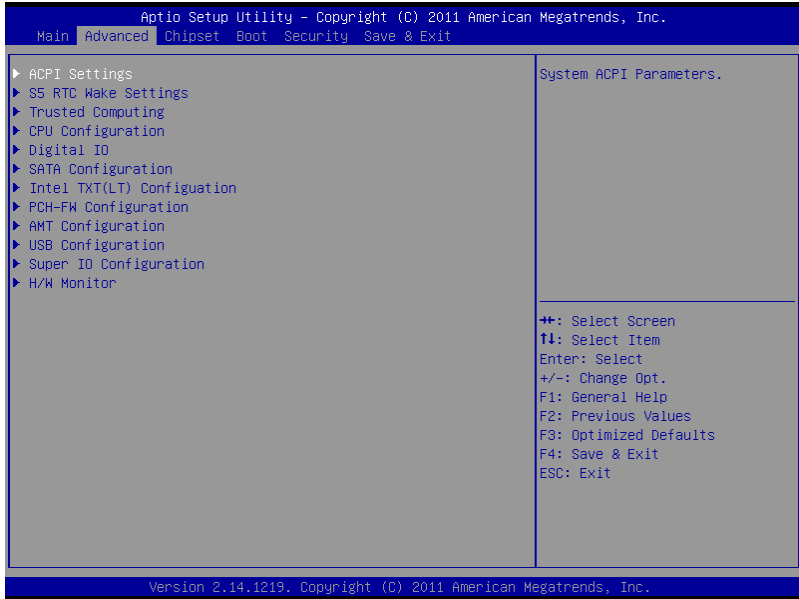 Aptio Setup Utility – Copyright (C) 2011 American Megatrends, Inc.
Main Advanced Chipset Boot Security Save & Exit
▶ ACPI Settings
▶ S5 RTC Wake Settings
▶ Trusted Computing
▶ CPU Configuration
▶ Digital IO
▶ SATA Configuration
▶ Intel TXT(LT) Configuation
▶ PCH-FW Configuration
▶ AMT Configuration
▶ USB Configuration
▶ Super IO Configuration
▶ H/W Monitor
System ACPI Parameters.
→←: Select Screen
↑↓: Select Item
Enter: Select
+/-: Change Opt.
F1: General Help
F2: Previous Values
F3: Optimized Defaults
F4: Save & Exit
ESC: Exit
Version 2.14.1219. Copyright (C) 2011 American Megatrends, Inc.